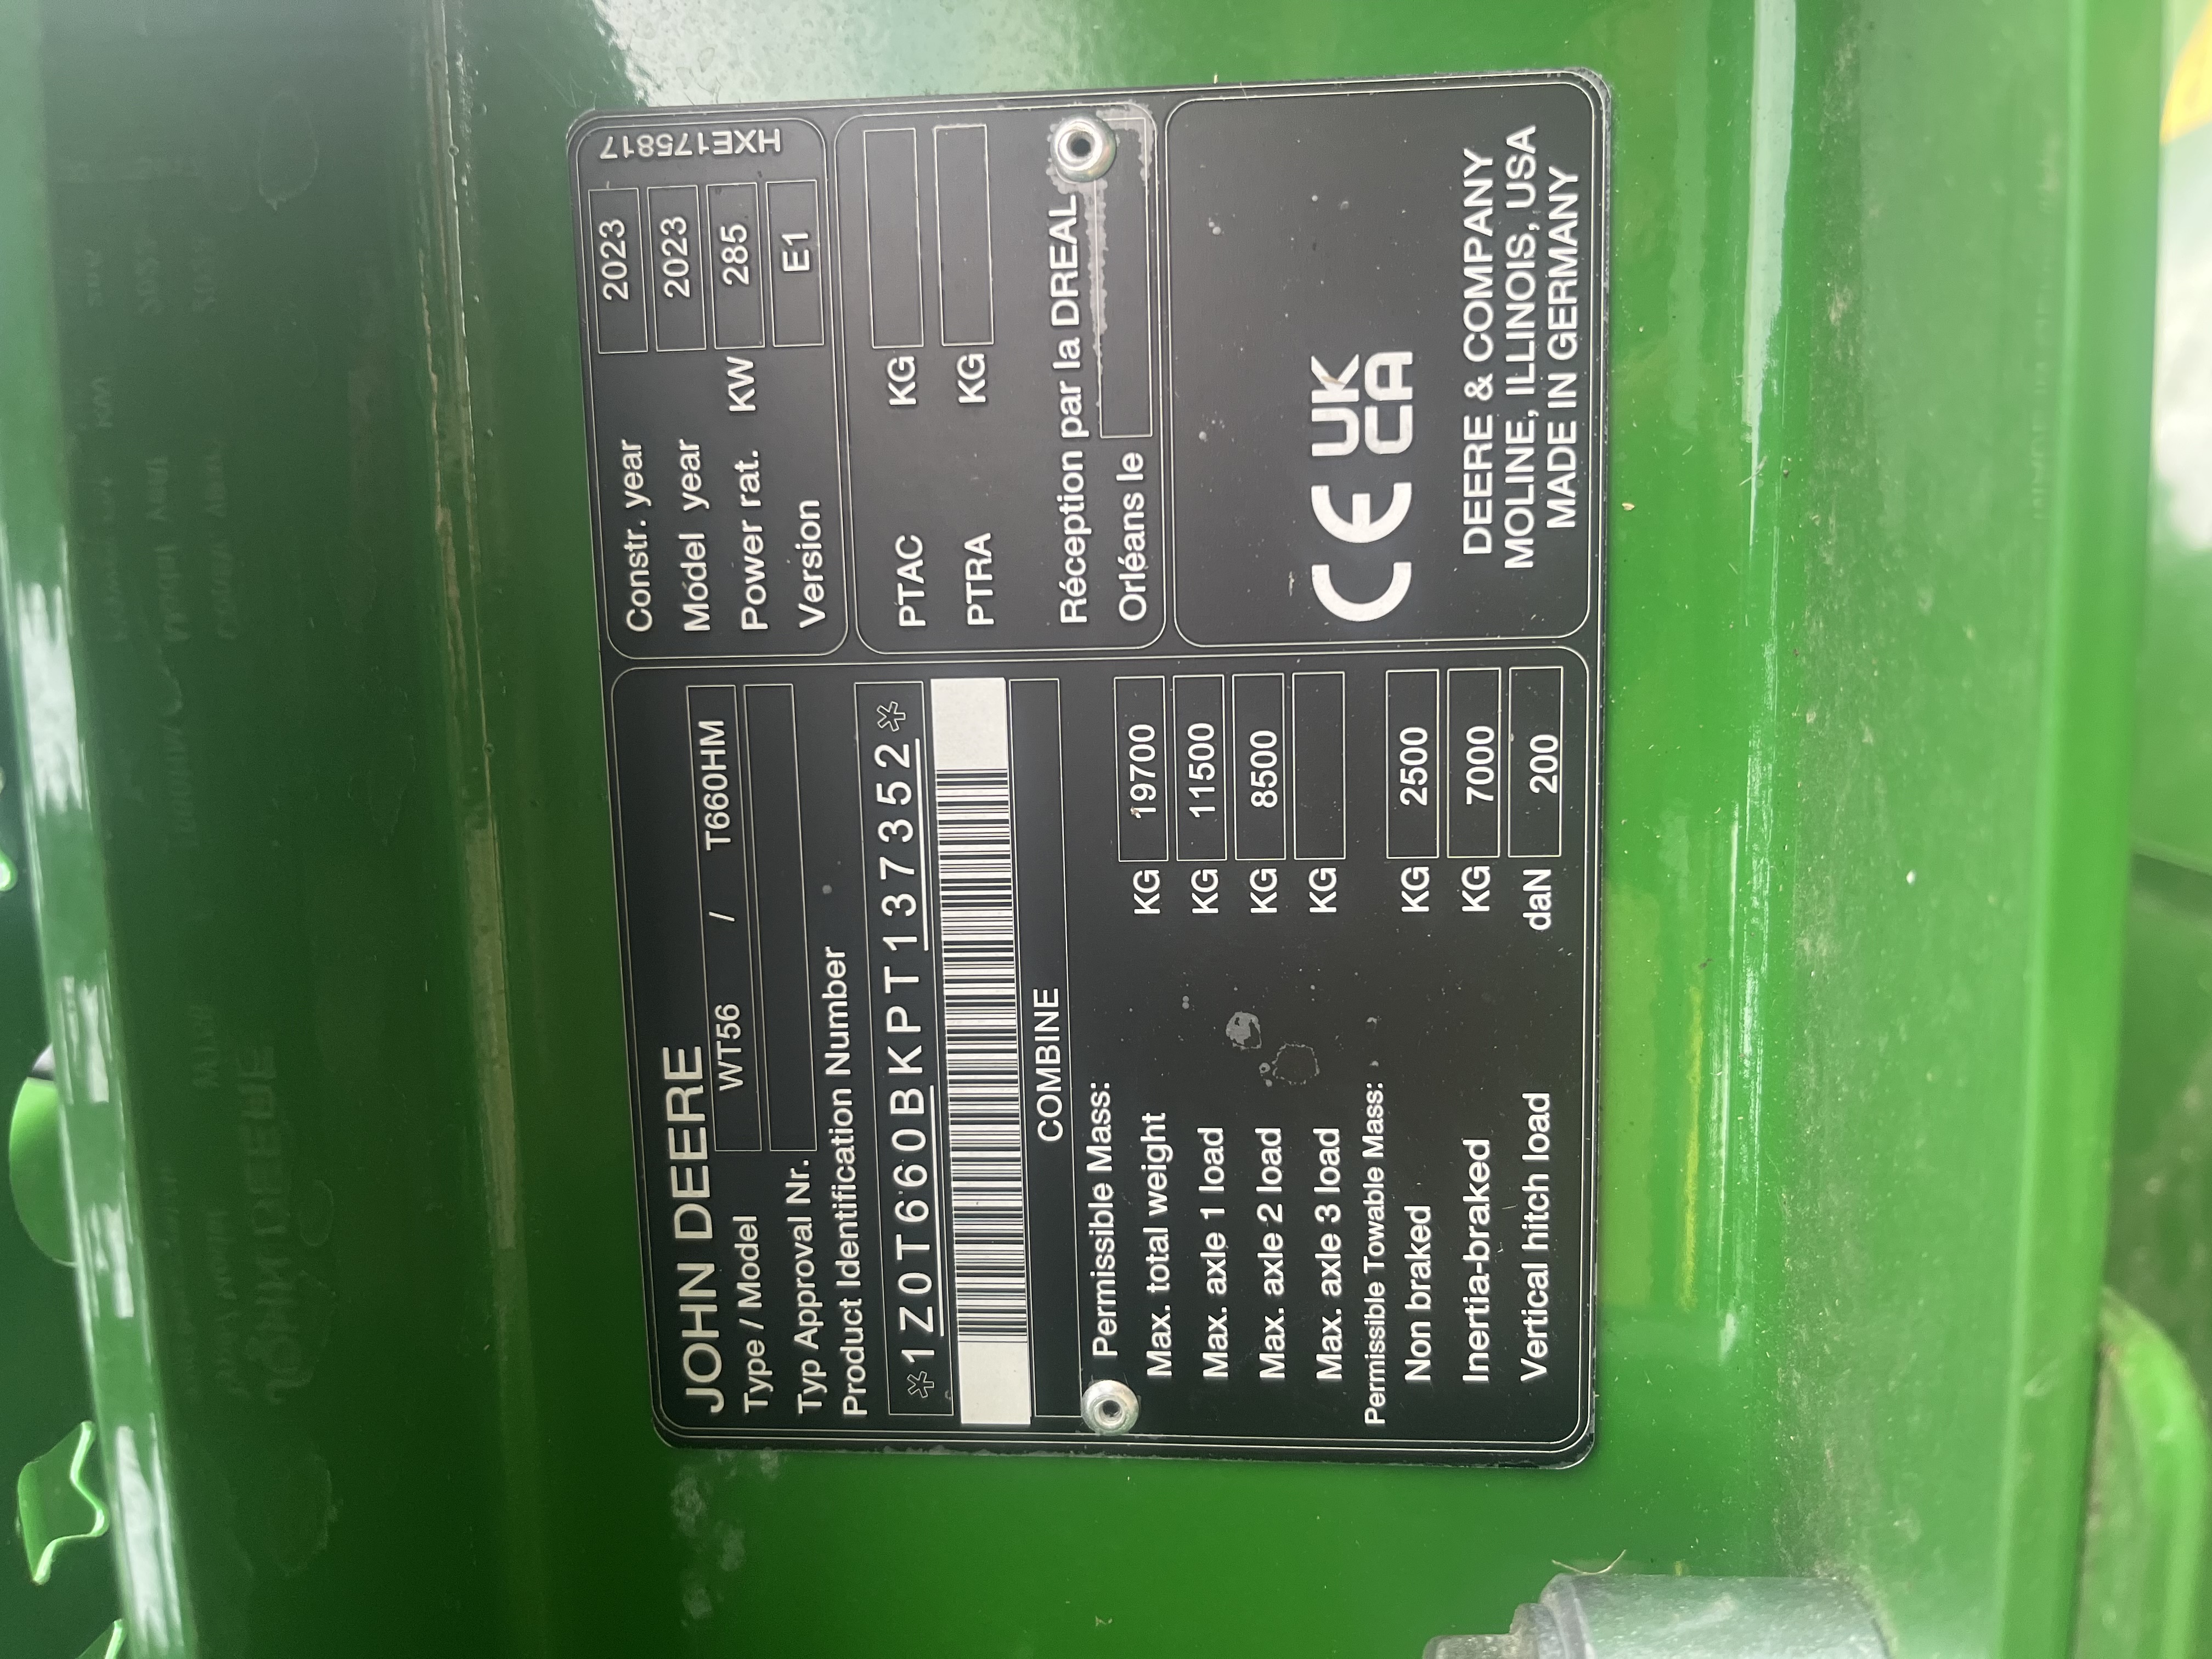 JOHN DEERE
Type / Model WT56 / T660HM
Typ Approval Nr.
Product Identification Number
*1Z0T660BKPT137352*
COMBINE
Permissible Mass:
Max. total weight KG 19700
Max. axle 1 load KG 11500
Max. axle 2 load KG 8500
Max. axle 3 load KG
Permissible Towable Mass:
Non braked KG 2500
Inertia-braked KG 7000
Vertical hitch load daN 200
Constr. year 2023
Model year 2023
Power rat. KW 285
Version E1
HXE175817
PTAC KG
PTRA KG
Réception par la DREAL
Orléans le
CE UK
CA
DEERE & COMPANY
MOLINE, ILLINOIS, USA
MADE IN GERMANY